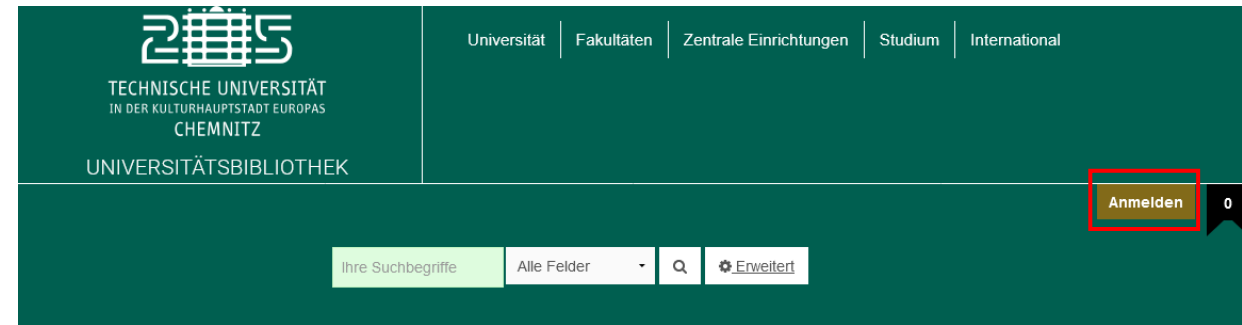 TECHNISCHE UNIVERSITÄT
IN DER KULTURHAUPTSTADT EUROPAS
CHEMNITZ
UNIVERSITÄTSBIBLIOTHEK
Universität
Fakultäten
Zentrale Einrichtungen
Studium
International
Anmelden
0
Ihre Suchbegriffe
Alle Felder
Erweitert